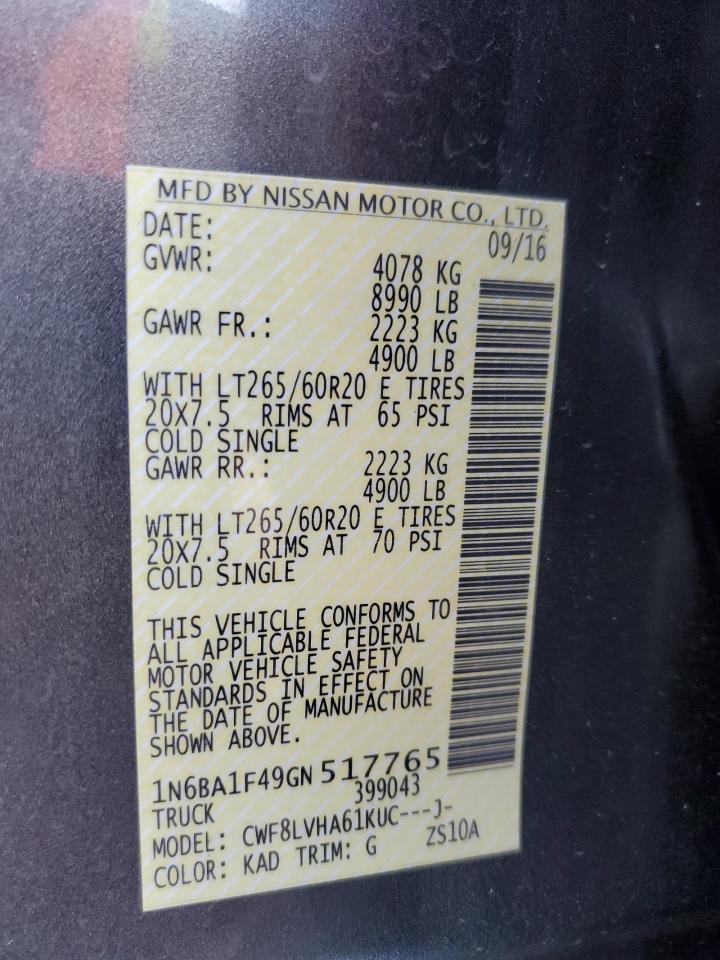 MFD BY NISSAN MOTOR CO., LTD.
DATE: 09/16
GVWR: 4078 KG
8990 LB
GAWR FR.: 2223 KG
4900 LB
WITH LT265/60R20 E TIRES
20X7.5 RIMS AT 65 PSI
COLD SINGLE
GAWR RR.: 2223 KG
4900 LB
WITH LT265/60R20 E TIRES
20X7.5 RIMS AT 70 PSI
COLD SINGLE
THIS VEHICLE CONFORMS TO
ALL APPLICABLE FEDERAL
MOTOR VEHICLE SAFETY
STANDARDS IN EFFECT ON
THE DATE OF MANUFACTURE
SHOWN ABOVE.
1N6BA1F49GN517765
TRUCK 399043
MODEL: CWF8LVHA61KUC---J-
COLOR: KAD TRIM: G ZS10A